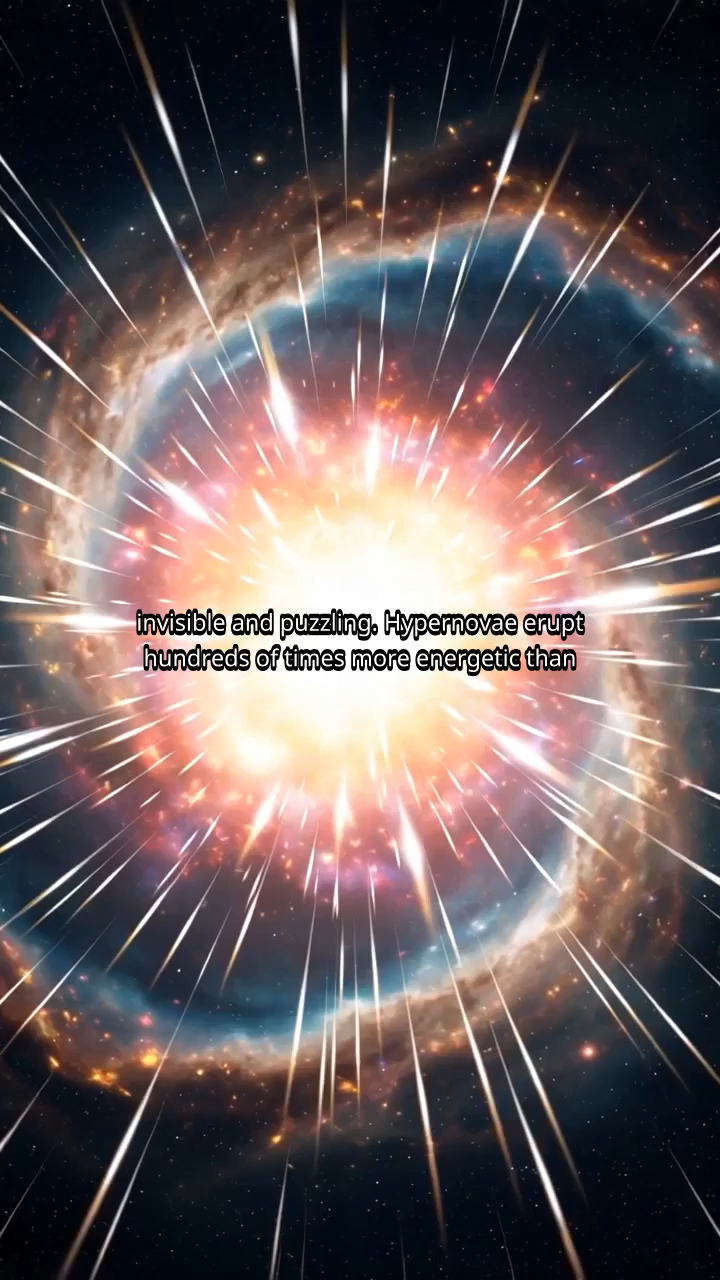 invisible and puzzling. Hypernovae erupt
hundreds of times more energetic than